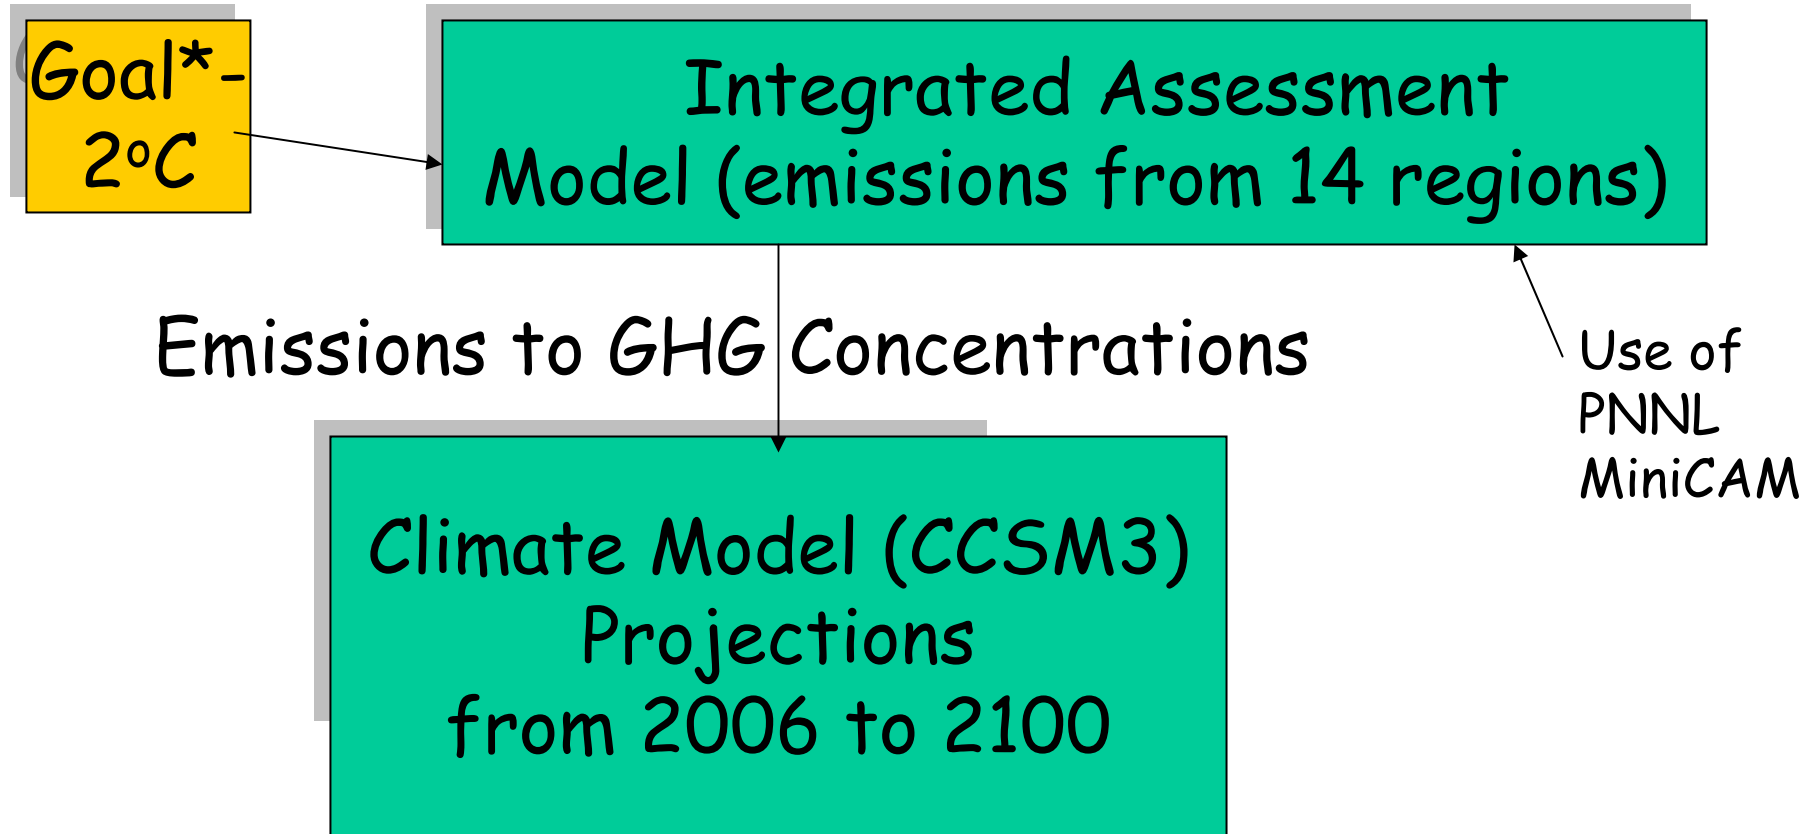 Goal*-
2°C
Integrated Assessment
Model (emissions from 14 regions)
Emissions to GHG Concentrations
Use of
PNNL
MiniCAM
Climate Model (CCSM3)
Projections
from 2006 to 2100